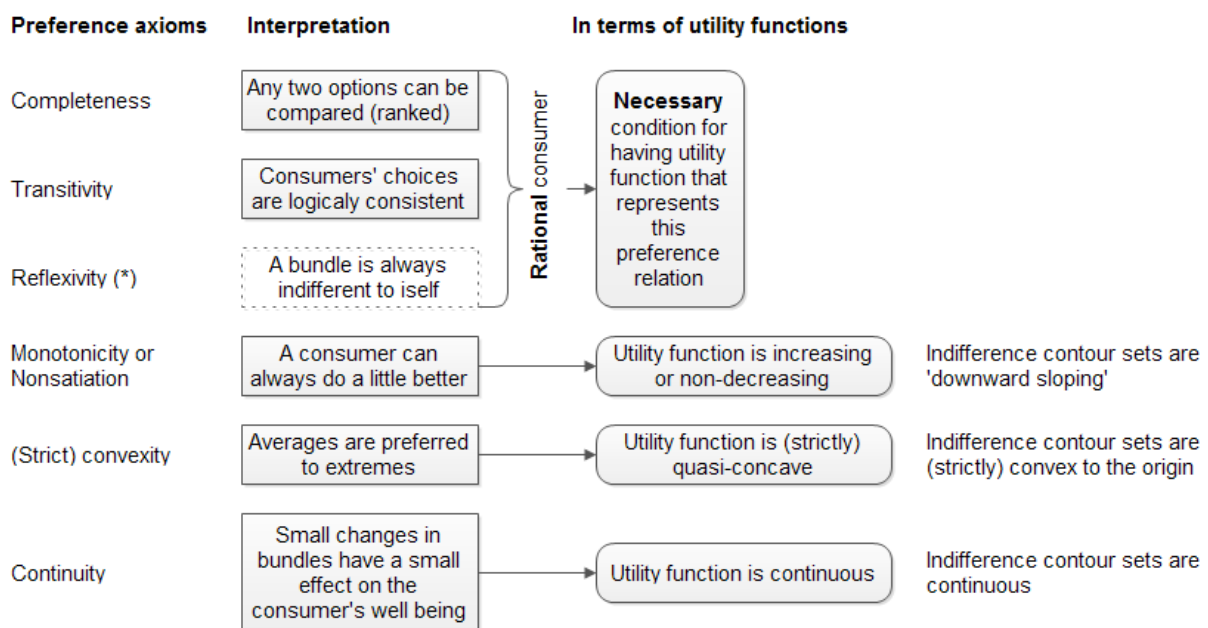 Preference axioms
Interpretation
In terms of utility functions
Completeness
Any two options can be
compared (ranked)
Transitivity
Consumers' choices
are logicaly consistent
Reflexivity (*)
A bundle is always
indifferent to iself
Rational consumer
Necessary
condition for
having utility
function that
represents
this
preference
relation
Monotonicity or
Nonsatiation
A consumer can
always do a little better
Utility function is increasing
or non-decreasing
Indifference contour sets are
'downward sloping'
(Strict) convexity
Averages are preferred
to extremes
Utility function is (strictly)
quasi-concave
Indifference contour sets are
(strictly) convex to the origin
Continuity
Small changes in
bundles have a small
effect on the
consumer's well being
Utility function is continuous
Indifference contour sets are
continuous